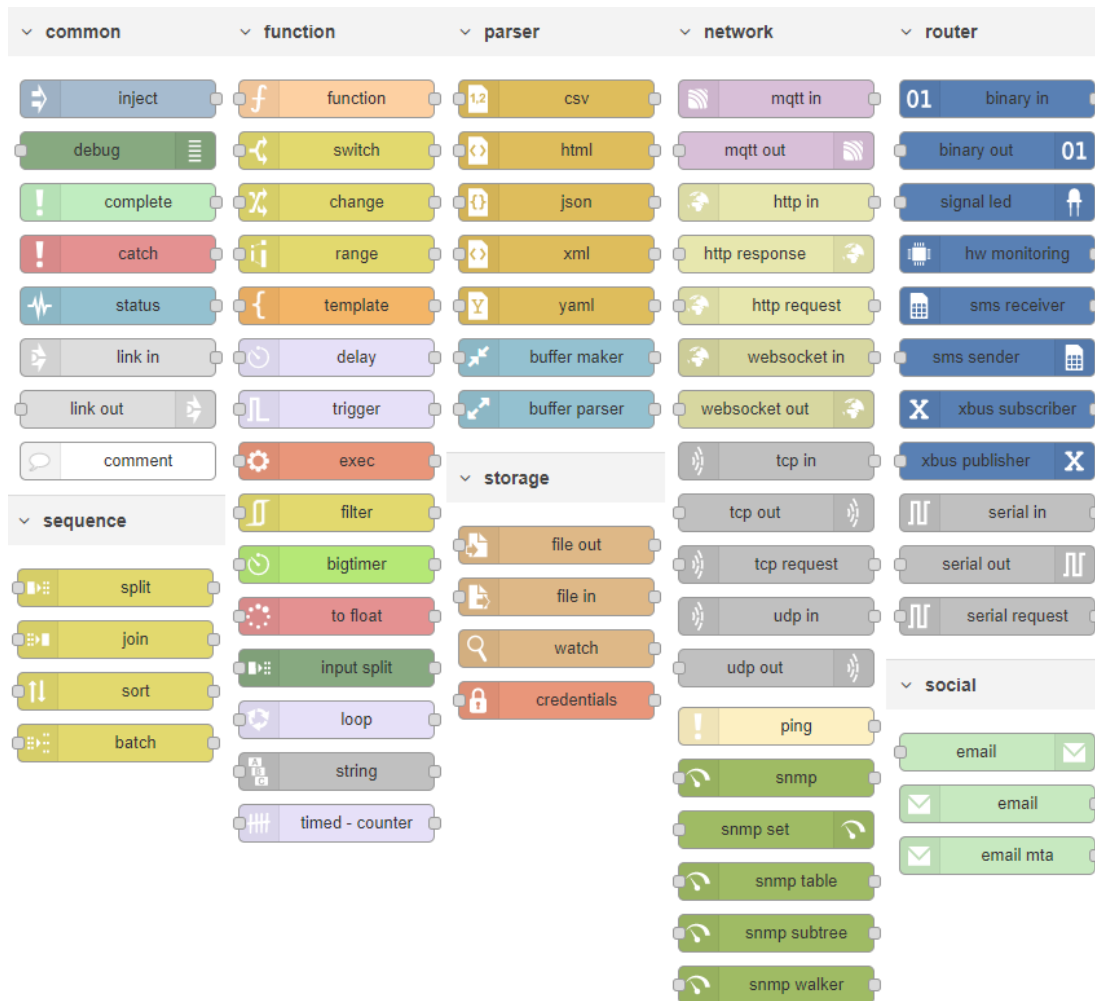 common
inject
debug
complete
catch
status
link in
link out
comment
sequence
split
join
sort
batch
function
function
switch
change
range
template
delay
trigger
exec
filter
bigtimer
to float
input split
loop
A
B
C
string
timed - counter
parser
1,2
csv
html
json
xml
Y
yaml
buffer maker
buffer parser
storage
file out
file in
watch
credentials
network
mqtt in
mqtt out
http in
http response
http request
websocket in
websocket out
tcp in
tcp out
tcp request
udp in
udp out
ping
snmp
snmp set
snmp table
snmp subtree
snmp walker
router
01 binary in
binary out 01
signal led
hw monitoring
sms receiver
sms sender
X xbus subscriber
xbus publisher X
serial in
serial out
serial request
social
email
email
email mta